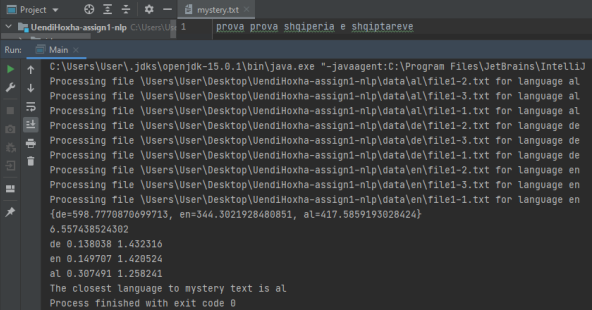 Project
mystery.txt
UendiHoxha-assign1-nlp C:\Users\User\
1 prova prova shqiperia e shqiptareve
Run: Main
C:\Users\User\.jdks\openjdk-15.0.1\bin\java.exe "-javaagent:C:\Program Files\JetBrains\IntelliJ
Processing file \Users\User\Desktop\UendiHoxha-assign1-nlp\data\al\file1-2.txt for language al
Processing file \Users\User\Desktop\UendiHoxha-assign1-nlp\data\al\file1-3.txt for language al
Processing file \Users\User\Desktop\UendiHoxha-assign1-nlp\data\al\file1-1.txt for language al
Processing file \Users\User\Desktop\UendiHoxha-assign1-nlp\data\de\file1-2.txt for language de
Processing file \Users\User\Desktop\UendiHoxha-assign1-nlp\data\de\file1-3.txt for language de
Processing file \Users\User\Desktop\UendiHoxha-assign1-nlp\data\de\file1-1.txt for language de
Processing file \Users\User\Desktop\UendiHoxha-assign1-nlp\data\en\file1-2.txt for language en
Processing file \Users\User\Desktop\UendiHoxha-assign1-nlp\data\en\file1-3.txt for language en
Processing file \Users\User\Desktop\UendiHoxha-assign1-nlp\data\en\file1-1.txt for language en
{de=598.7770870699713, en=344.3021928480851, al=417.5859193028424}
6.557438524302
de 0.138038 1.432316
en 0.149707 1.420524
al 0.307491 1.258241
The closest language to mystery text is al
Process finished with exit code 0